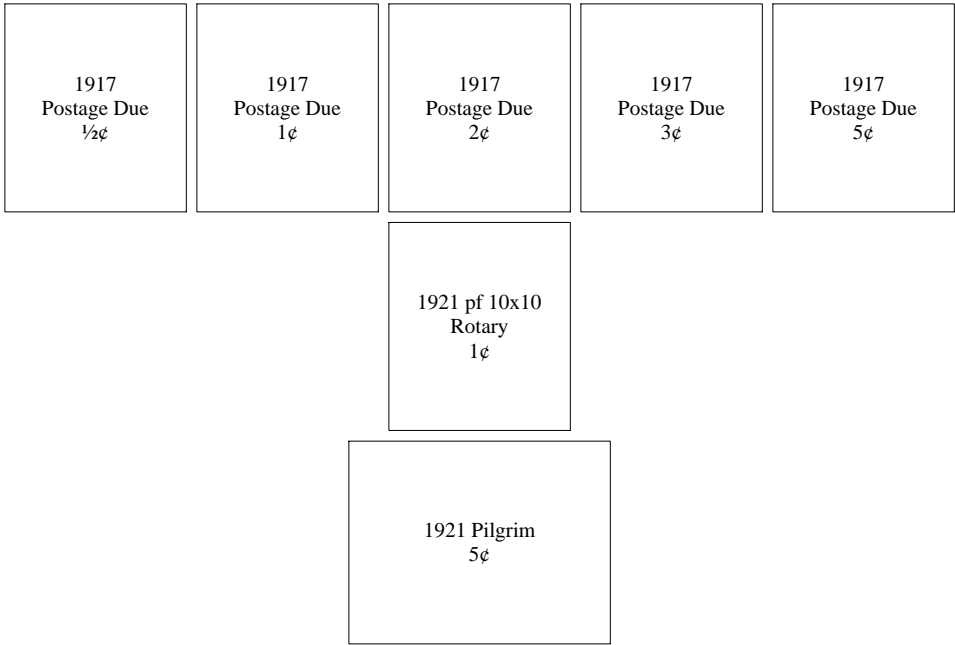 1917
Postage Due
½¢
1917
Postage Due
1¢
1917
Postage Due
2¢
1917
Postage Due
3¢
1917
Postage Due
5¢
1921 pf 10x10
Rotary
1¢
1921 Pilgrim
5¢